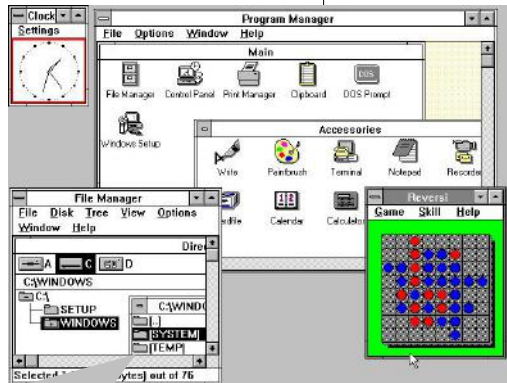 Clock
Settings
Program Manager
File Options Window Help
Main
File Manager Control Panel Print Manager Clipboard DOS Prompt
Windows Setup
Accessories
Write Paintbrush Terminal Notepad Recorder
Calendar Calculator
File Manager
File Disk Tree View Options
Window Help
A C D
C:\WINDOWS
C:\
SETUP
WINDOWS
C:\WINDO
[..]
[SYSTEM]
[TEMP]
Selected out of 76
Reversi
Game Skill Help